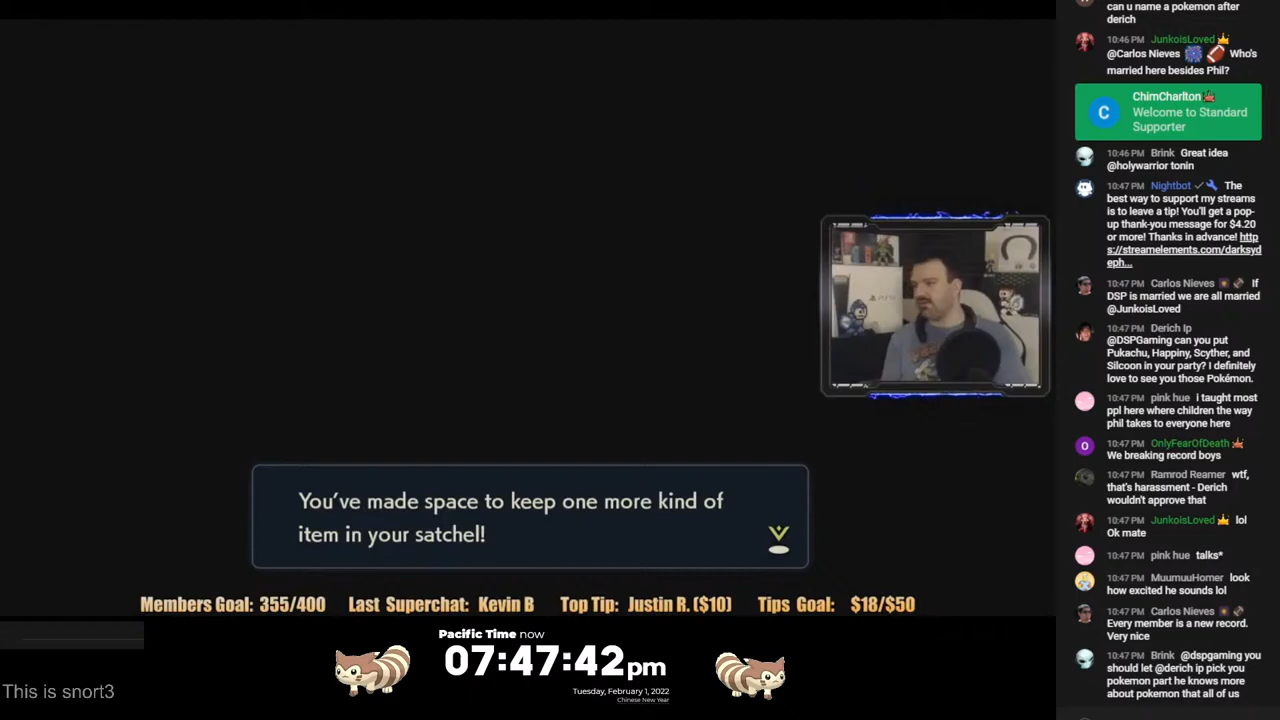 You've made space to keep one more kind of
item in your satchel!
Members Goal: 355/400 Last Superchat: Kevin B Top Tip: Justin R. ($10) Tips Goal: $18/$50
Pacific Time now
07:47:42pm
Tuesday, February 1, 2022
Chinese New Year
This is snort3
can u name a pokemon after
derich
10:46 PM JunkoisLoved
@Carlos Nieves Who's
married here besides Phil?
C
ChimCharlton
Welcome to Standard
Supporter
10:46 PM Brink Great idea
@holywarrior tonin
10:47 PM Nightbot The
best way to support my streams
is to leave a tip! You'll get a pop-
up thank-you message for $4.20
or more! Thanks in advance! http
s://streamelements.com/darksyd
eph...
10:47 PM Carlos Nieves If
DSP is married we are all married
@JunkoisLoved
10:47 PM Derich Ip
@DSPGaming can you put
Pukachu, Happiny, Scyther, and
Silcoon in your party? I definitely
love to see you those Pokémon.
10:47 PM pink hue i taught most
ppl here where children the way
phil takes to everyone here
O
10:47 PM OnlyFearOfDeath
We breaking record boys
10:47 PM Ramrod Reamer wtf,
that's harassment - Derich
wouldn't approve that
10:47 PM JunkoisLoved lol
Ok mate
10:47 PM pink hue talks*
10:47 PM MuumuuHomer look
how excited he sounds lol
10:47 PM Carlos Nieves
Every member is a new record.
Very nice
10:47 PM Brink @dspgaming you
should let @derich ip pick you
pokemon part he knows more
about pokemon that all of us